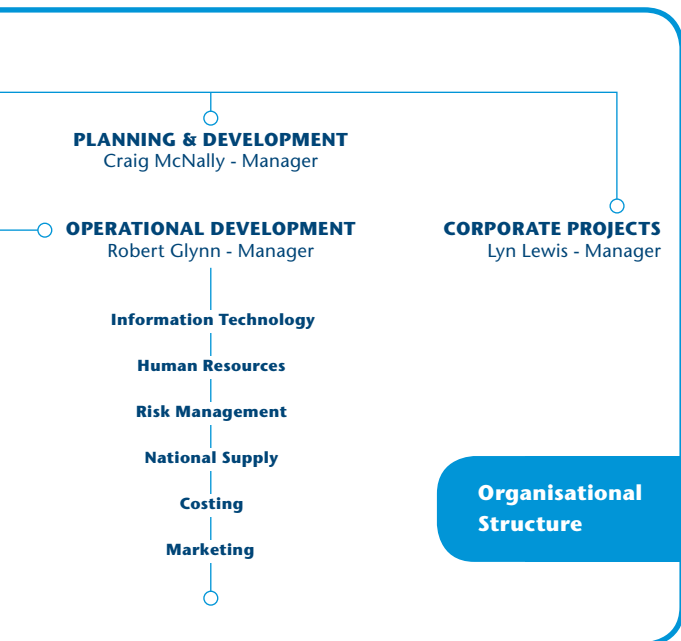 PLANNING & DEVELOPMENT
Craig McNally - Manager
OPERATIONAL DEVELOPMENT
Robert Glynn - Manager
CORPORATE PROJECTS
Lyn Lewis - Manager
Information Technology
Human Resources
Risk Management
National Supply
Costing
Marketing
Organisational
Structure